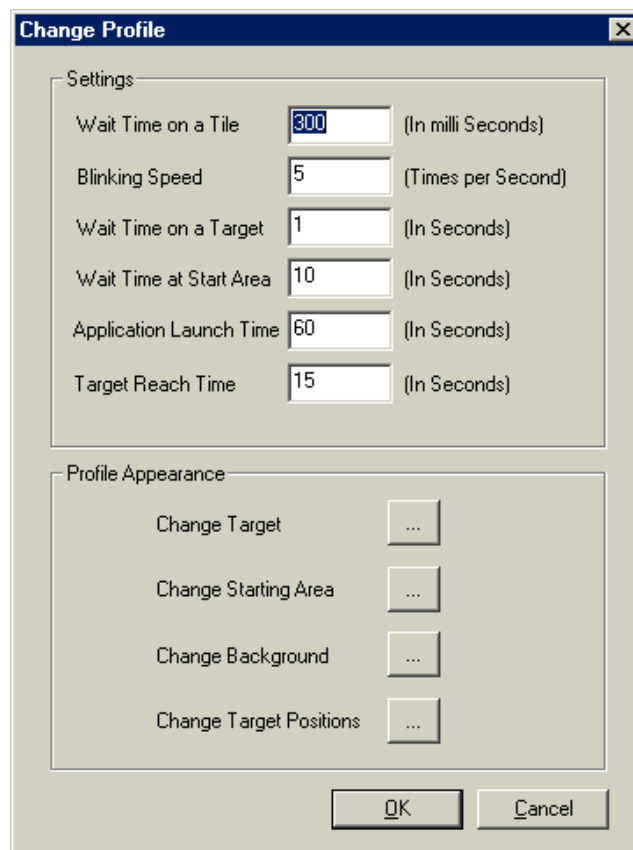 Change Profile
Settings
Wait Time on a Tile 300 (In milli Seconds)
Blinking Speed 5 (Times per Second)
Wait Time on a Target 1 (In Seconds)
Wait Time at Start Area 10 (In Seconds)
Application Launch Time 60 (In Seconds)
Target Reach Time 15 (In Seconds)
Profile Appearance
Change Target ...
Change Starting Area ...
Change Background ...
Change Target Positions ...
OK Cancel